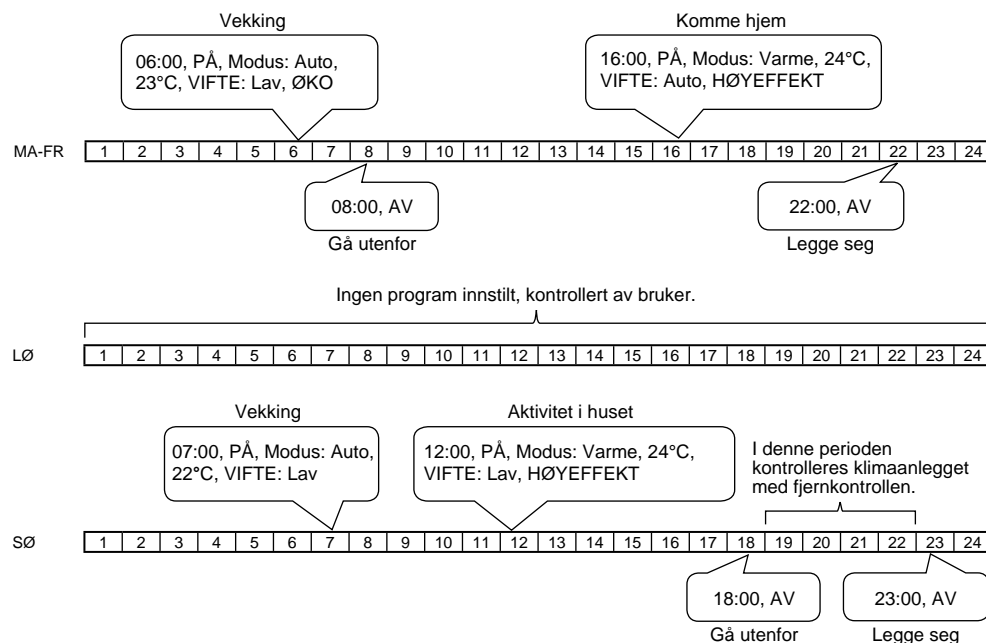 Vekking
Komme hjem
06:00, PÅ, Modus: Auto,
23°C, VIFTE: Lav, ØKO
16:00, PÅ, Modus: Varme, 24°C,
VIFTE: Auto, HØYEFFEKT
MA-FR 1 2 3 4 5 6 7 8 9 10 11 12 13 14 15 16 17 18 19 20 21 22 23 24
08:00, AV
22:00, AV
Gå utenfor
Legge seg
Ingen program innstilt, kontrollert av bruker.
LØ 1 2 3 4 5 6 7 8 9 10 11 12 13 14 15 16 17 18 19 20 21 22 23 24
Vekking
Aktivitet i huset
07:00, PÅ, Modus: Auto,
22°C, VIFTE: Lav
12:00, PÅ, Modus: Varme, 24°C,
VIFTE: Lav, HØYEFFEKT
I denne perioden
kontrolleres klimaanlegget
med fjernkontrollen.
SØ 1 2 3 4 5 6 7 8 9 10 11 12 13 14 15 16 17 18 19 20 21 22 23 24
18:00, AV
23:00, AV
Gå utenfor
Legge seg